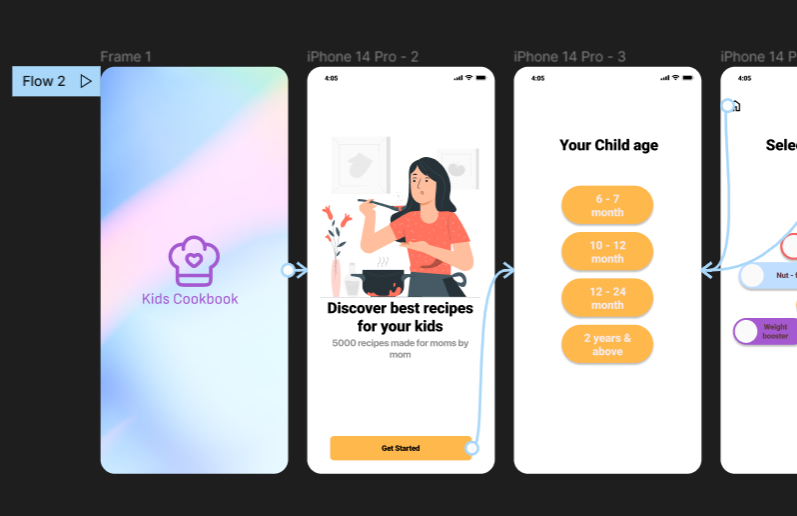 Frame 1
iPhone 14 Pro - 2
iPhone 14 Pro - 3
iPhone 14 P
Flow 2
Kids Cookbook
4:05
Discover best recipes
for your kids
5000 recipes made for moms by
mom
Get Started
4:05
Your Child age
6 - 7
month
10 - 12
month
12 - 24
month
2 years &
above
4:05
Selec
Nut -
Weight
booster